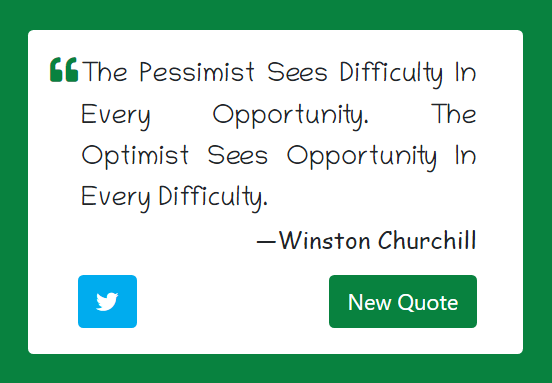 ❝The Pessimist Sees Difficulty In
Every Opportunity. The
Optimist Sees Opportunity In
Every Difficulty.
—Winston Churchill
New Quote